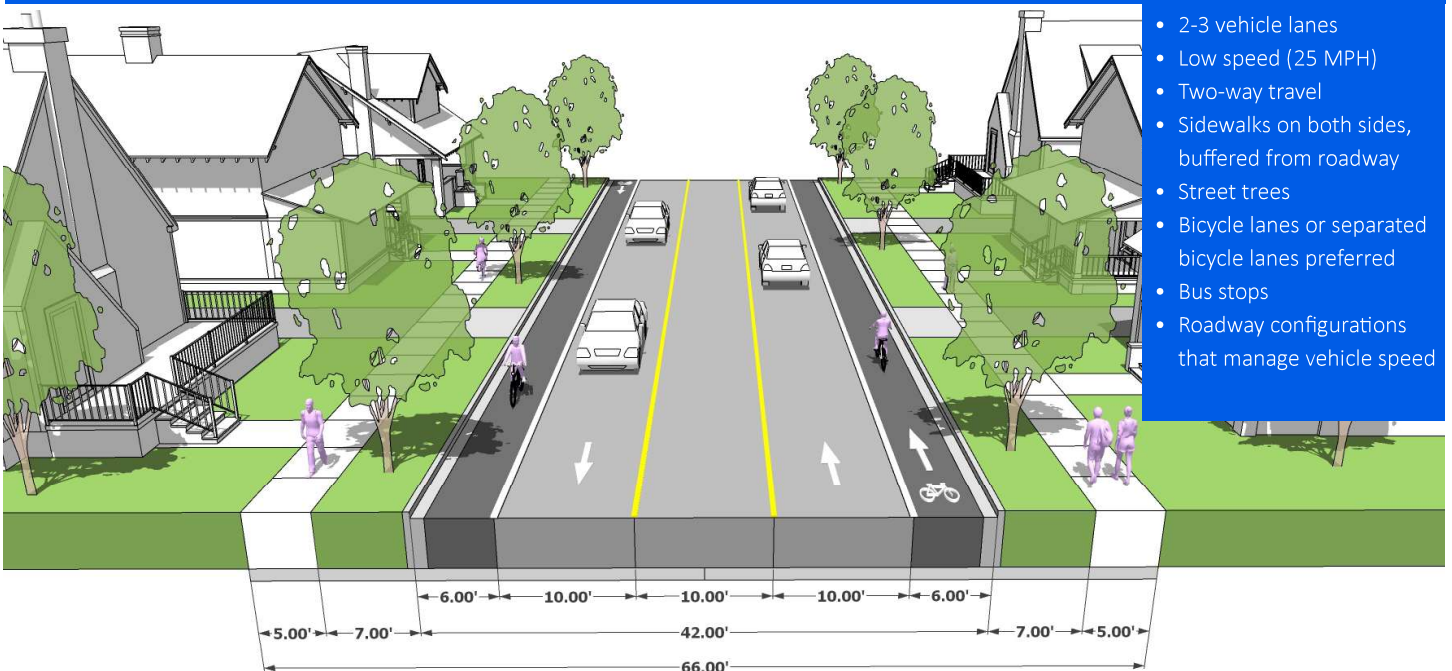 • 2-3 vehicle lanes
• Low speed (25 MPH)
• Two-way travel
• Sidewalks on both sides,
buffered from roadway
• Street trees
• Bicycle lanes or separated
bicycle lanes preferred
• Bus stops
• Roadway configurations
that manage vehicle speed
6.00' 10.00' 10.00' 10.00' 6.00'
5.00' 7.00' 42.00' 7.00' 5.00'
66.00'